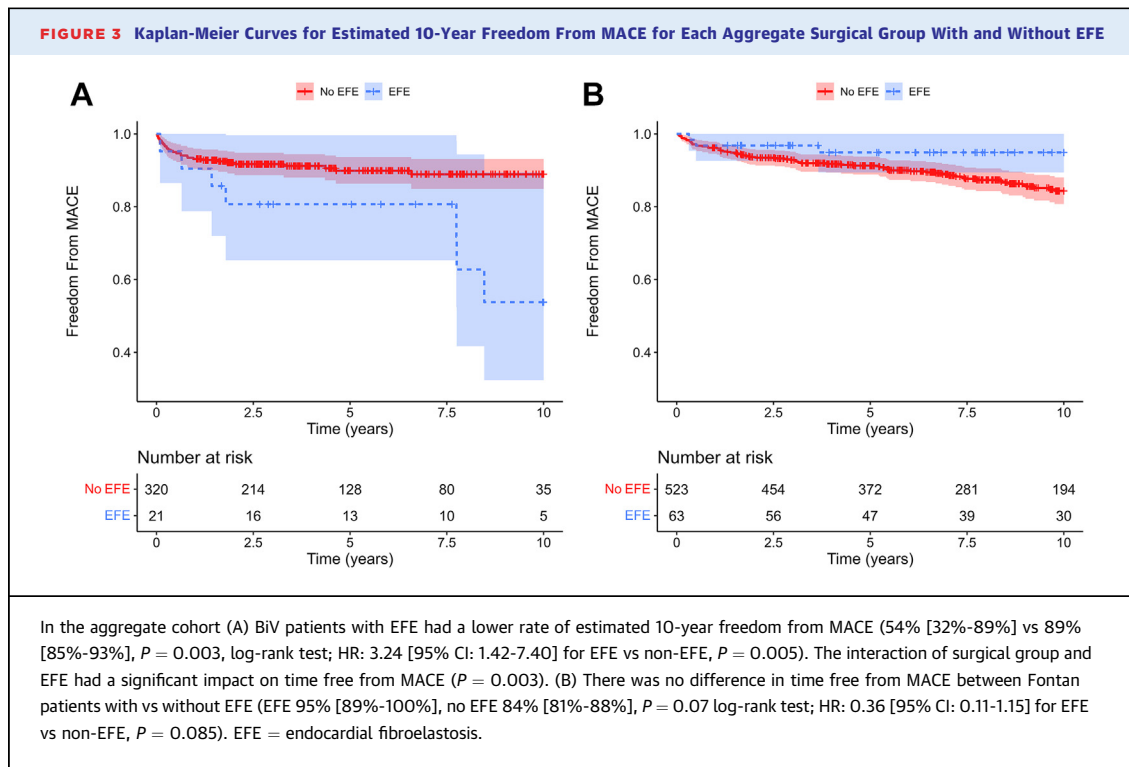 FIGURE 3 Kaplan-Meier Curves for Estimated 10-Year Freedom From MACE for Each Aggregate Surgical Group With and Without EFE
A
No EFE EFE
Freedom From MACE
1.0
0.8
0.6
0.4
0 2.5 5 7.5 10
Time (years)
Number at risk
No EFE 320 214 128 80 35
EFE 21 16 13 10 5
0 2.5 5 7.5 10
Time (years)
B
No EFE EFE
Freedom From MACE
1.0
0.8
0.6
0.4
0 2.5 5 7.5 10
Time (years)
Number at risk
No EFE 523 454 372 281 194
EFE 63 56 47 39 30
0 2.5 5 7.5 10
Time (years)
In the aggregate cohort (A) BiV patients with EFE had a lower rate of estimated 10-year freedom from MACE (54% [32%-89%] vs 89%
[85%-93%], P = 0.003, log-rank test; HR: 3.24 [95% CI: 1.42-7.40] for EFE vs non-EFE, P = 0.005). The interaction of surgical group and
EFE had a significant impact on time free from MACE (P = 0.003). (B) There was no difference in time free from MACE between Fontan
patients with vs without EFE (EFE 95% [89%-100%], no EFE 84% [81%-88%], P = 0.07 log-rank test; HR: 0.36 [95% CI: 0.11-1.15] for EFE
vs non-EFE, P = 0.085). EFE = endocardial fibroelastosis.